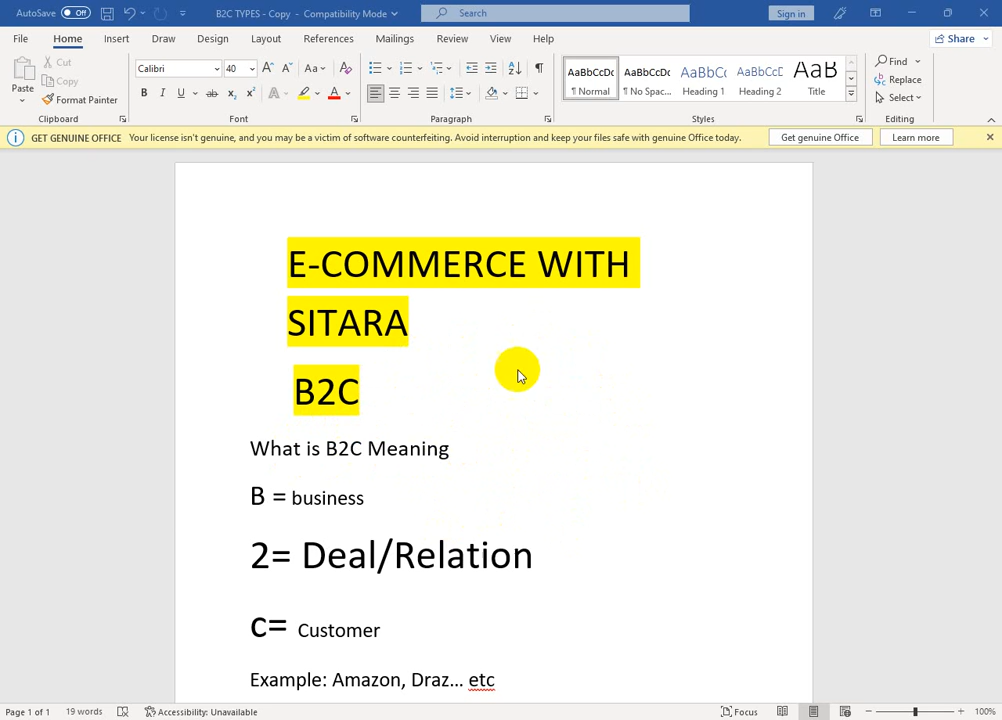 AutoSave Off B2C TYPES - Copy - Compatibility Mode Search Sign in
File Home Insert Draw Design Layout References Mailings Review View Help Share
Paste Cut Copy Format Painter
Calibri 40 A A Aa A
B I U ab x₂ x² A A
AaBbCcDc ¶ Normal
AaBbCcDc ¶ No Spac...
AaBbCc Heading 1
AaBbCcD Heading 2
AaB Title
Find
Replace
Select
Clipboard Font Paragraph Styles Editing
GET GENUINE OFFICE Your license isn't genuine, and you may be a victim of software counterfeiting. Avoid interruption and keep your files safe with genuine Office today. Get genuine Office Learn more
E-COMMERCE WITH
SITARA
B2C
What is B2C Meaning
B = business
2= Deal/Relation
c= Customer
Example: Amazon, Draz... etc
Page 1 of 1 19 words Accessibility: Unavailable Focus 100%